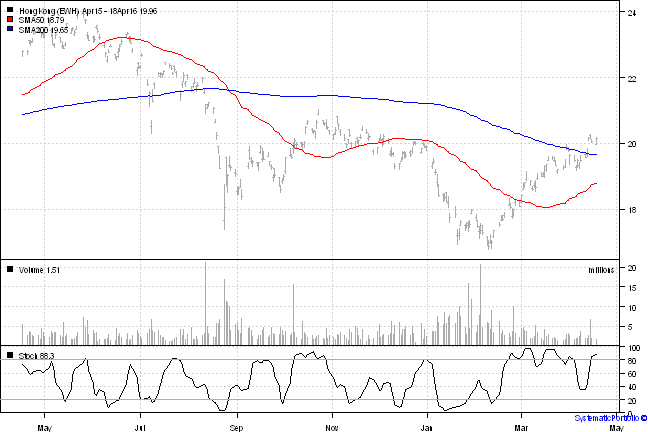 Hong Kong (EWH) Apr15 - 18Apr16 19.96
SMA50 18.79
SMA200 19.65
24
22
20
18
Volume 1.51
millions
20
15
10
5
Stoch 88.3
100
80
60
40
20
0
May Jul Sep Nov Jan Mar May
SystematicPortfolio ©